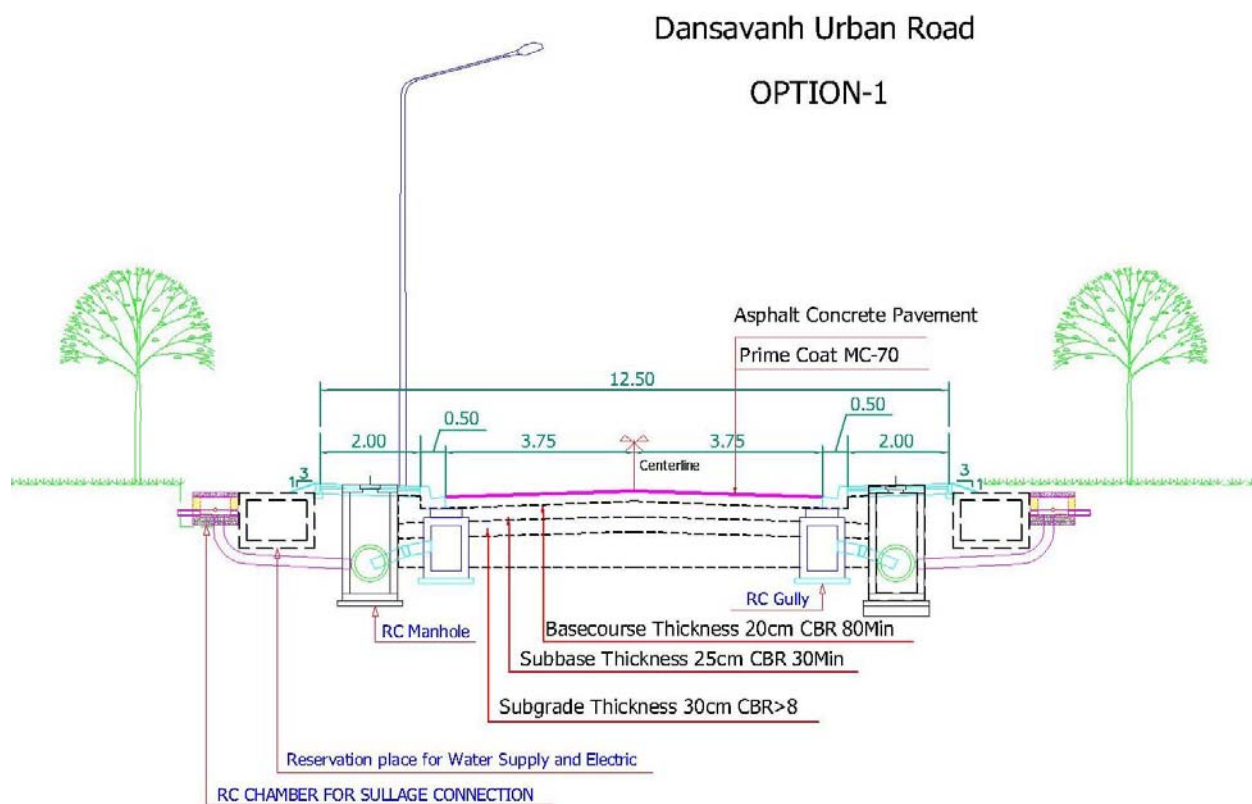 Dansavanh Urban Road
OPTION-1
Asphalt Concrete Pavement
Prime Coat MC-70
12.50
0.50
0.50
2.00
3.75
3.75
2.00
Centerline
1
3
3
1
RC Gully
RC Manhole
Basecourse Thickness 20cm CBR 80Min
Subbase Thickness 25cm CBR 30Min
Subgrade Thickness 30cm CBR>8
Reservation place for Water Supply and Electric
RC CHAMBER FOR SULLAGE CONNECTION